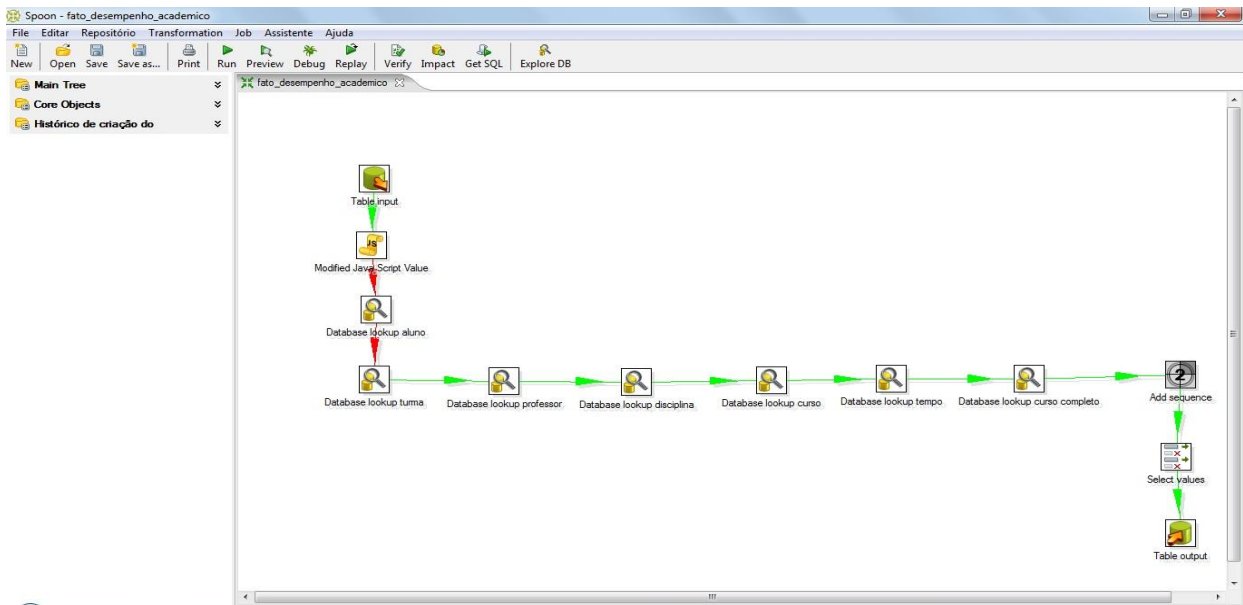 Spoon - fato_desempenho_academico
File Editar Repositório Transformation Job Assistente Ajuda
New Open Save Save as... Print Run Preview Debug Replay Verify Impact Get SQL Explore DB
Main Tree
Core Objects
Histórico de criação do
fato_desempenho_academico
Table input
JS
Modified Java Script Value
Database lookup aluno
Database lookup turma
Database lookup professor
Database lookup disciplina
Database lookup curso
Database lookup tempo
Database lookup curso completo
2
Add sequence
Select values
Table output